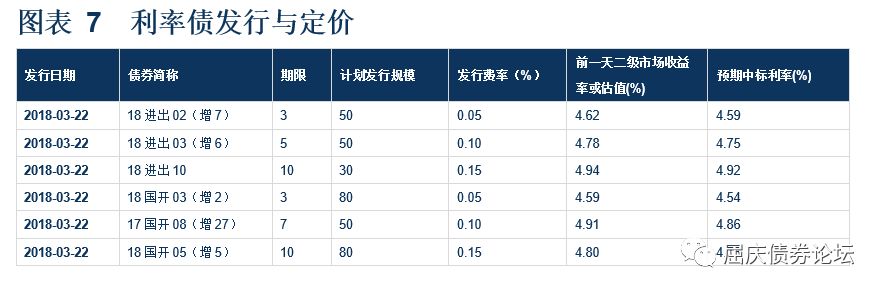 图表 7 利率债发行与定价
发行日期 债券简称 期限 计划发行规模 发行费率（%） 前一天二级市场收益率或估值(%) 预期中标利率(%)
2018-03-22 18 进出 02（增 7） 3 50 0.05 4.62 4.59
2018-03-22 18 进出 03（增 6） 5 50 0.10 4.78 4.75
2018-03-22 18 进出 10 10 30 0.15 4.94 4.92
2018-03-22 18 国开 03（增 2） 3 80 0.05 4.59 4.54
2018-03-22 17 国开 08（增 27） 7 50 0.10 4.91 4.86
2018-03-22 18 国开 05（增 5） 10 80 0.15 4.80
屈庆债券论坛